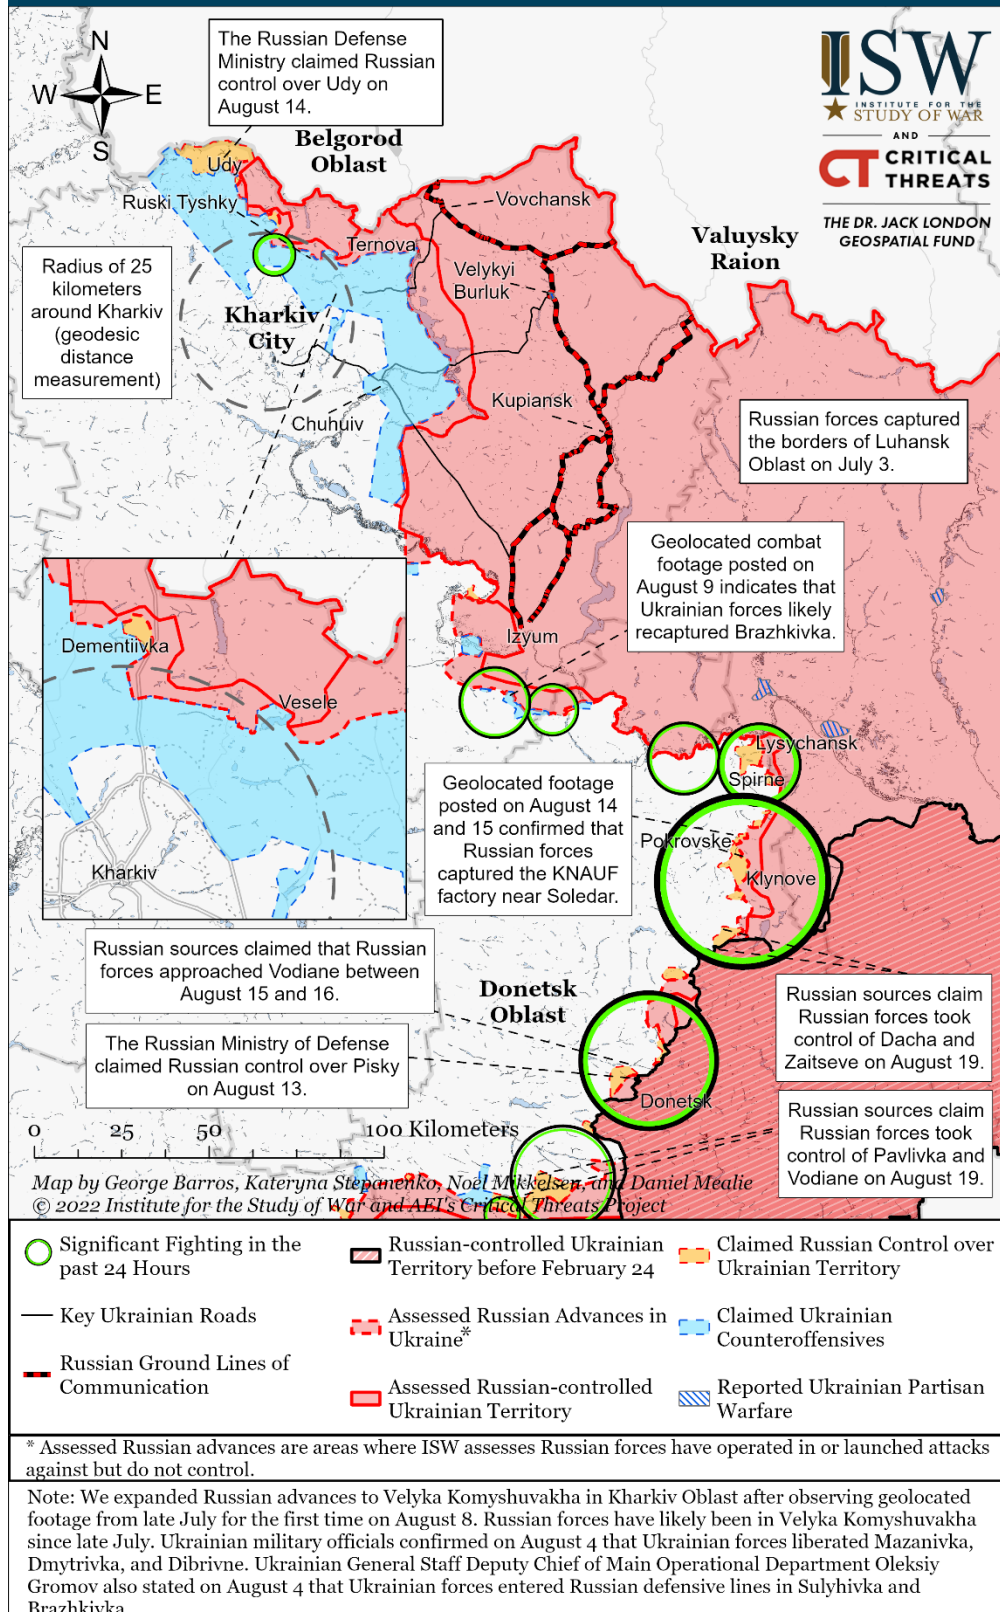 N
W
E
S
The Russian Defense
Ministry claimed Russian
control over Udy on
August 14.
ISW
INSTITUTE FOR THE
STUDY OF WAR
AND
CT CRITICAL
THREATS
THE DR. JACK LONDON
GEOSPATIAL FUND
Belgorod
Oblast
Udy
Ruski Tyshky
Vovchansk
Ternova
Valuysky
Raion
Velykyi
Burluk
Radius of 25
kilometers
around Kharkiv
(geodesic
distance
measurement)
Kharkiv
City
Kupiansk
Chuhuiv
Russian forces captured
the borders of Luhansk
Oblast on July 3.
Geolocated combat
footage posted on
August 9 indicates that
Ukrainian forces likely
recaptured Brazhkivka.
Izyum
Dementiivka
Vesele
Kharkiv
Lysychansk
Spirne
Geolocated footage
posted on August 14
and 15 confirmed that
Russian forces
captured the KNAUF
factory near Soledar.
Pokrovske
Klynove
Russian sources claimed that Russian
forces approached Vodiane between
August 15 and 16.
Donetsk
Oblast
Russian sources claim
Russian forces took
control of Dacha and
Zaitseve on August 19.
The Russian Ministry of Defense
claimed Russian control over Pisky
on August 13.
Donetsk
Russian sources claim
Russian forces took
control of Pavlivka and
Vodiane on August 19.
0 25 50 100 Kilometers
Map by George Barros, Kateryna Stepanenko, Noel Mikkelsen, and Daniel Mealie
© 2022 Institute for the Study of War and AEI's Critical Threats Project
Significant Fighting in the
past 24 Hours
Key Ukrainian Roads
Russian Ground Lines of
Communication
Russian-controlled Ukrainian
Territory before February 24
Assessed Russian Advances in
Ukraine*
Assessed Russian-controlled
Ukrainian Territory
Claimed Russian Control over
Ukrainian Territory
Claimed Ukrainian
Counteroffensives
Reported Ukrainian Partisan
Warfare
* Assessed Russian advances are areas where ISW assesses Russian forces have operated in or launched attacks
against but do not control.
Note: We expanded Russian advances to Velyka Komyshuvakha in Kharkiv Oblast after observing geolocated
footage from late July for the first time on August 8. Russian forces have likely been in Velyka Komyshuvakha
since late July. Ukrainian military officials confirmed on August 4 that Ukrainian forces liberated Mazanivka,
Dmytrivka, and Dibrivne. Ukrainian General Staff Deputy Chief of Main Operational Department Oleksiy
Gromov also stated on August 4 that Ukrainian forces entered Russian defensive lines in Sulyhivka and
Brazhkivka.